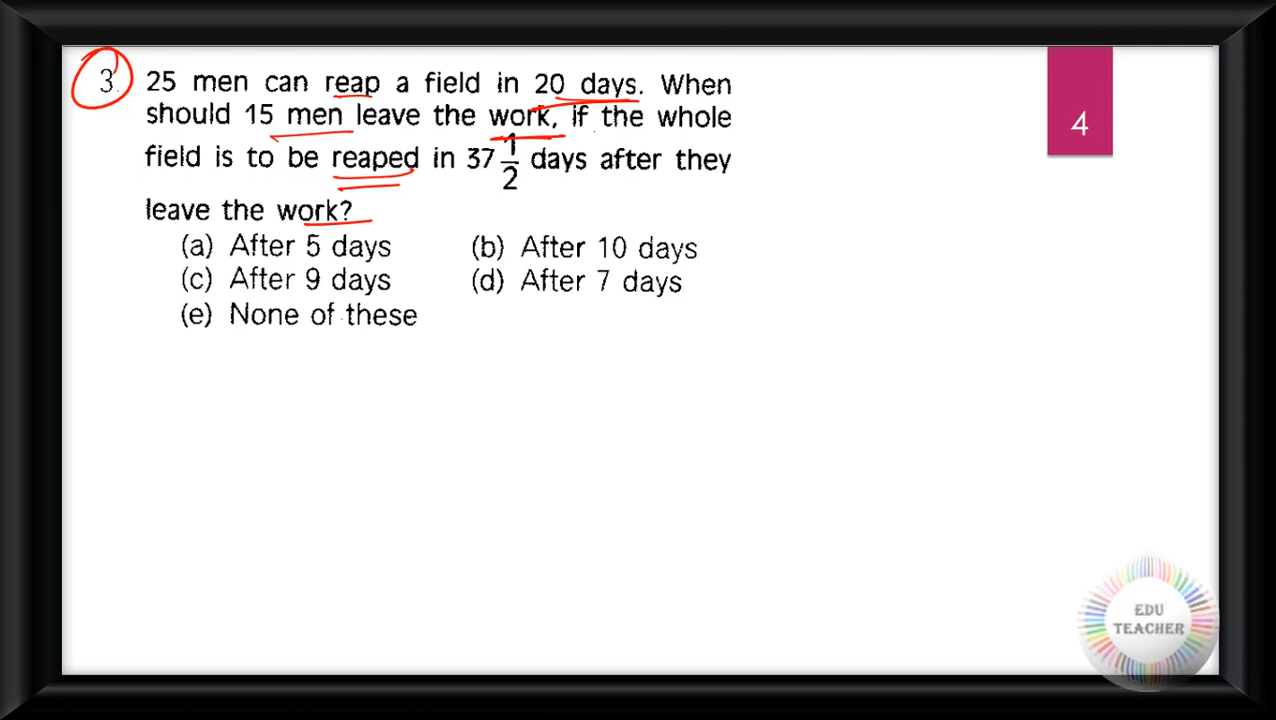 3. 25 men can reap a field in 20 days. When
should 15 men leave the work, if the whole
field is to be reaped in 37 1/2 days after they
leave the work?
(a) After 5 days (b) After 10 days
(c) After 9 days (d) After 7 days
(e) None of these
4
EDU
TEACHER